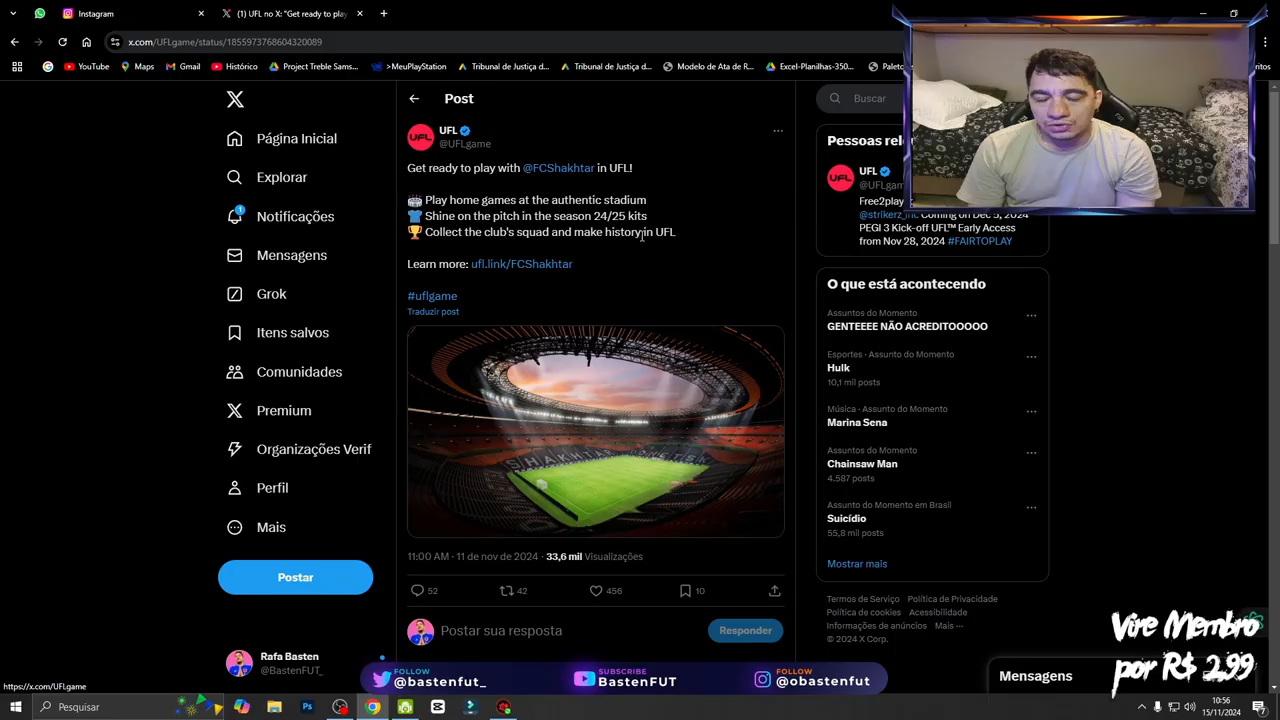 Instagram
(1) UFL no X: "Get ready to play
x.com/UFLgame/status/1855973768604320089
YouTube
Maps
Gmail
Histórico
Project Treble Sams...
>MeuPlayStation
Tribunal de Justiça d...
Tribunal de Justiça d...
Modelo de Ata de R...
Excel-Planilhas-350...
Página Inicial
Explorar
1
Notificações
Mensagens
Grok
Itens salvos
Comunidades
Premium
Organizações Verif
Perfil
Mais
Postar
Rafa Basten
@BastenFUT_
Post
UFL
UFL
@UFLgame
Get ready to play with @FCShakhtar in UFL!
Play home games at the authentic stadium
Shine on the pitch in the season 24/25 kits
Collect the club's squad and make history in UFL
Learn more: ufl.link/FCShakhtar
#uflgame
Traduzir post
SHAKHTAR DONETSK
11:00 AM · 11 de nov de 2024 · 33,6 mil Visualizações
52
42
456
10
Postar sua resposta
Responder
Buscar
UFL
UFL
Free2play
@strikerz_inc Coming on Dec 5, 2024
PEGI 3 Kick-off UFL™ Early Access
from Nov 28, 2024 #FAIRTOPLAY
O que está acontecendo
Assuntos do Momento
GENTEEEE NÃO ACREDITOOOOO
Esportes · Assunto do Momento
Hulk
10,1 mil posts
Música · Assunto do Momento
Marina Sena
Assuntos do Momento
Chainsaw Man
4.587 posts
Assunto do Momento em Brasil
Suicídio
55,8 mil posts
Mostrar mais
Termos de Serviço
Política de Privacidade
Política de cookies
Acessibilidade
Informações de anúncios
Mais ...
© 2024 X Corp.
Mensagens
Vire Membro
por R$ 2,99
FOLLOW
@bastenfut_
SUBSCRIBE
BastenFUT
FOLLOW
@obastenfut
https://x.com/UFLgame
Pesquisar
10:56
15/11/2024